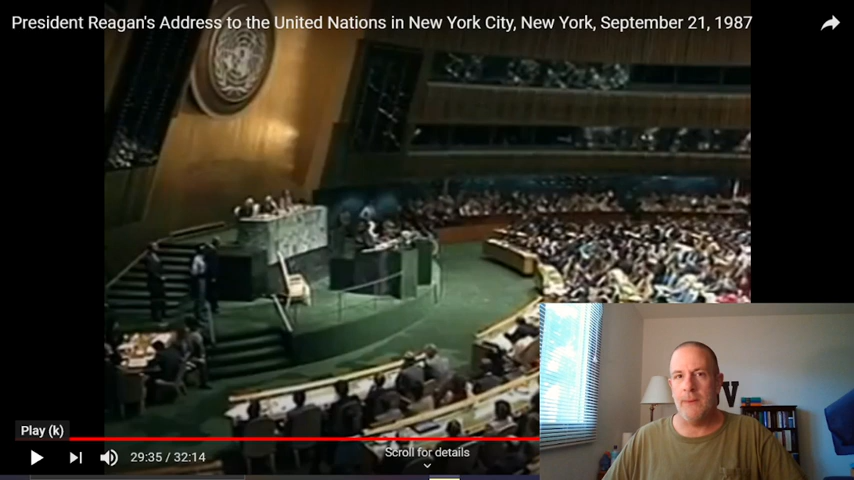 President Reagan's Address to the United Nations in New York City, New York, September 21, 1987
Play (k)
29:35 / 32:14
Scroll for details
V